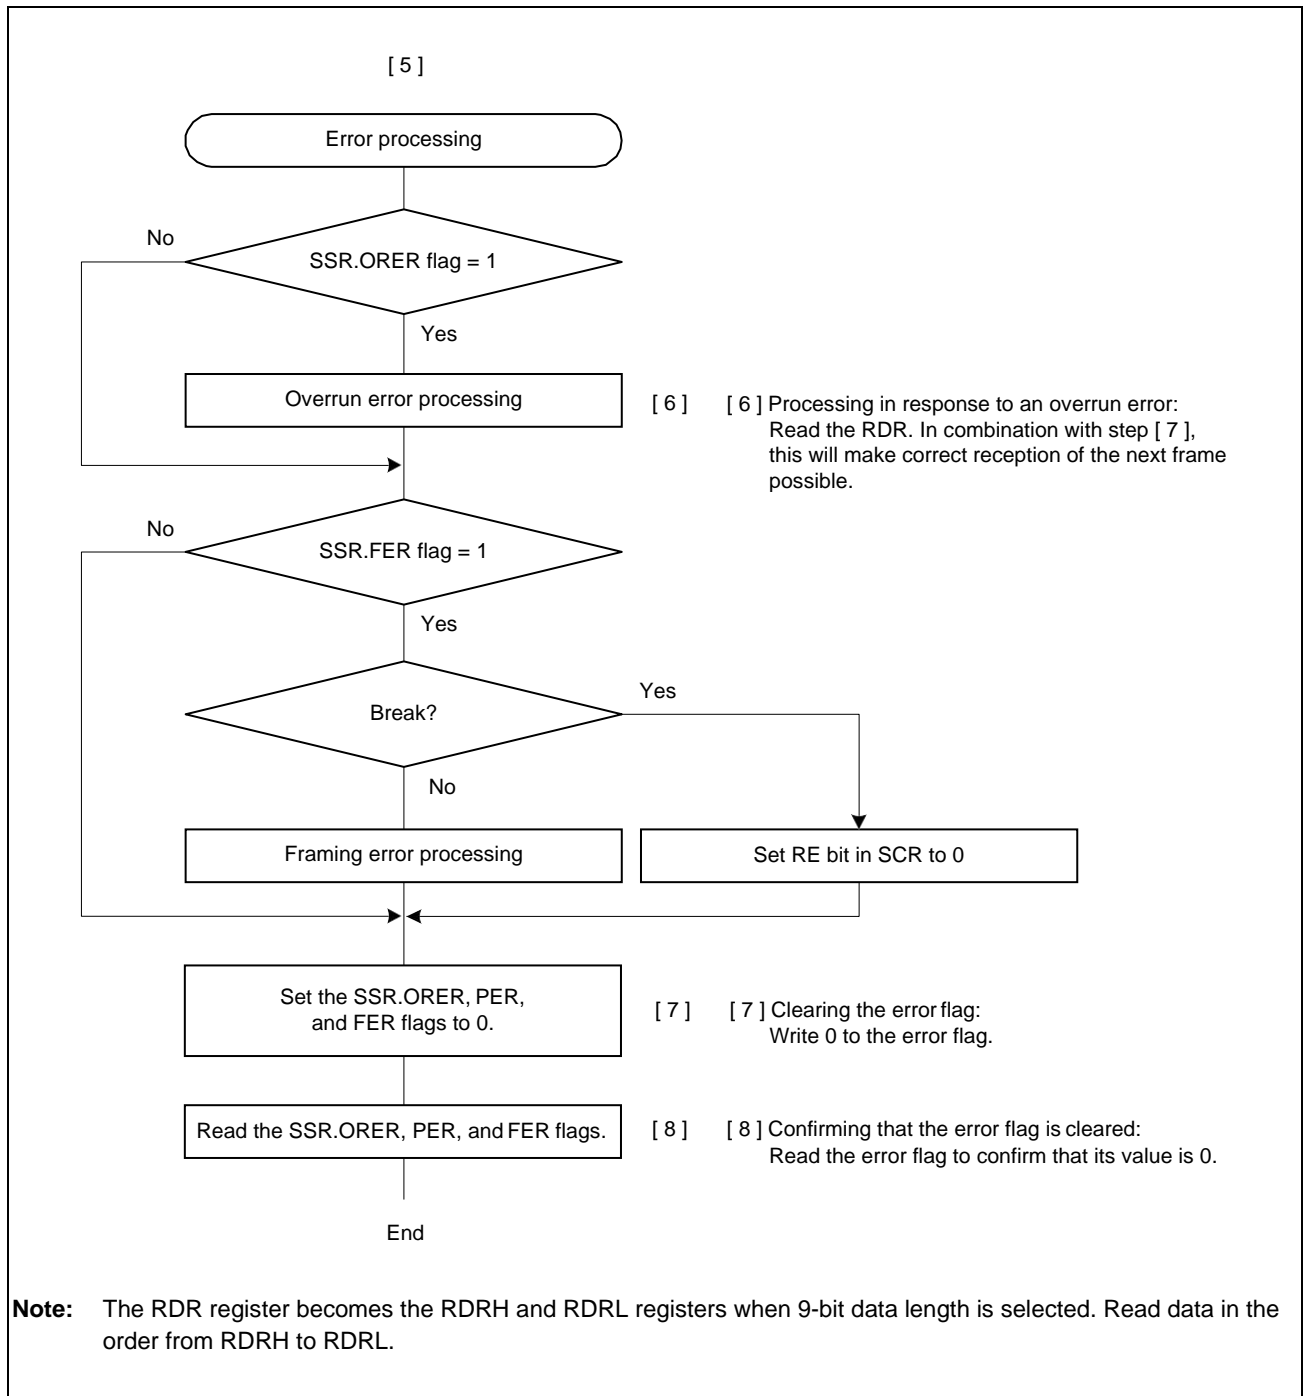 [ 5 ]
Error processing
No
SSR.ORER flag = 1
Yes
Overrun error processing
[ 6 ]
[ 6 ] Processing in response to an overrun error:
Read the RDR. In combination with step [ 7 ],
this will make correct reception of the next frame
possible.
No
SSR.FER flag = 1
Yes
Break?
Yes
No
Framing error processing
Set RE bit in SCR to 0
Set the SSR.ORER, PER,
and FER flags to 0.
[ 7 ]
[ 7 ] Clearing the error flag:
Write 0 to the error flag.
Read the SSR.ORER, PER, and FER flags.
[ 8 ]
[ 8 ] Confirming that the error flag is cleared:
Read the error flag to confirm that its value is 0.
End
Note: The RDR register becomes the RDRH and RDRL registers when 9-bit data length is selected. Read data in the
order from RDRH to RDRL.